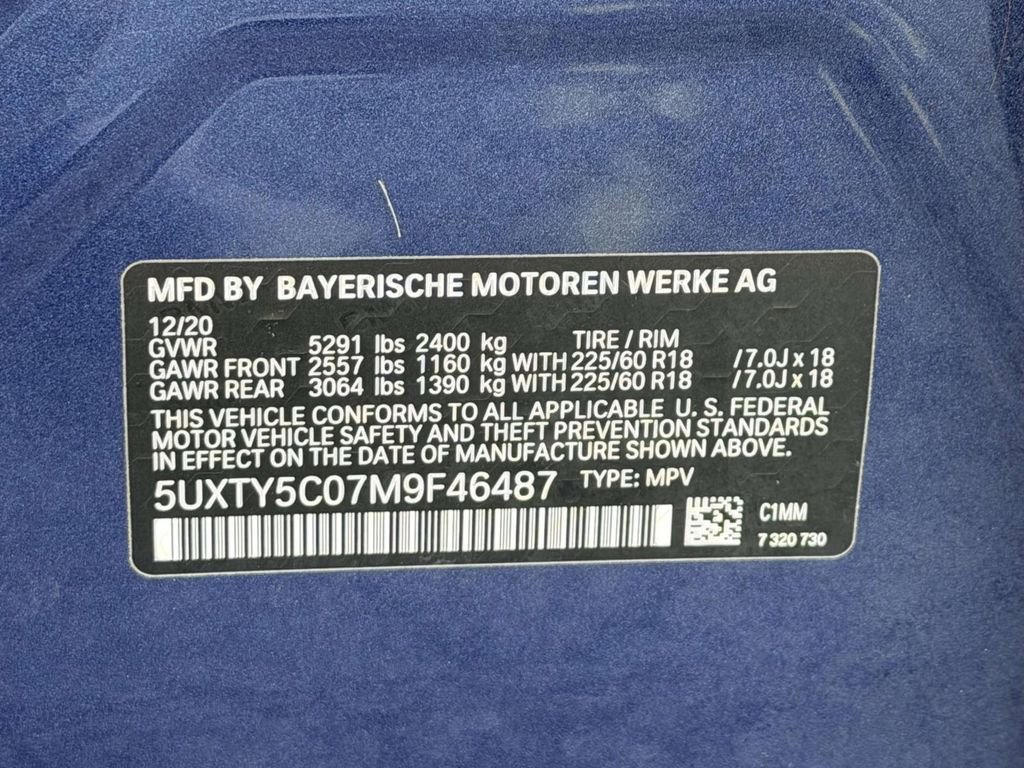 MFD BY BAYERISCHE MOTOREN WERKE AG
12/20
GVWR 5291 lbs 2400 kg TIRE / RIM
GAWR FRONT 2557 lbs 1160 kg WITH 225/60 R18 /7.0J x 18
GAWR REAR 3064 lbs 1390 kg WITH 225/60 R18 /7.0J x 18
THIS VEHICLE CONFORMS TO ALL APPLICABLE U. S. FEDERAL
MOTOR VEHICLE SAFETY AND THEFT PREVENTION STANDARDS
IN EFFECT ON THE DATE OF MANUFACTURE SHOWN ABOVE.
5UXTY5C07M9F46487 TYPE: MPV
C1MM
7 320 730